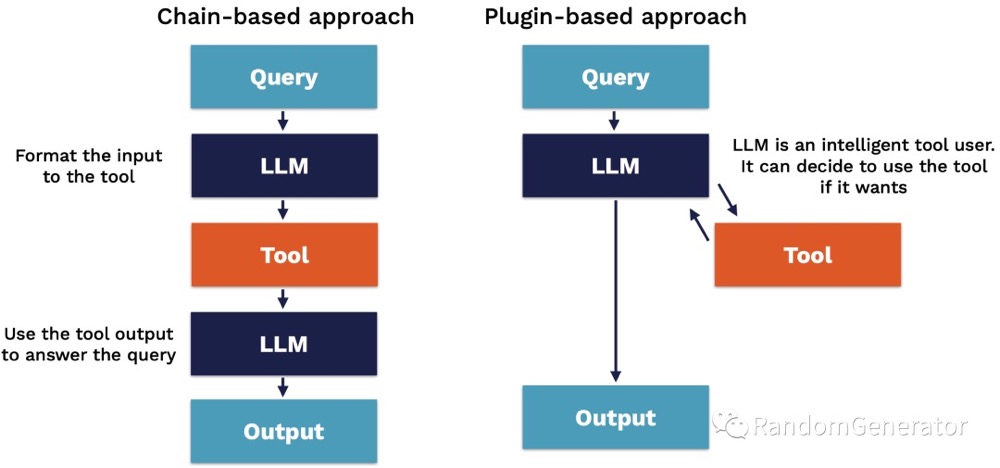 Chain-based approach
Query
Format the input
to the tool
LLM
Tool
Use the tool output
to answer the query
LLM
Output
Plugin-based approach
Query
LLM
LLM is an intelligent tool user.
It can decide to use the tool
if it wants
Tool
Output
RandomGenerator